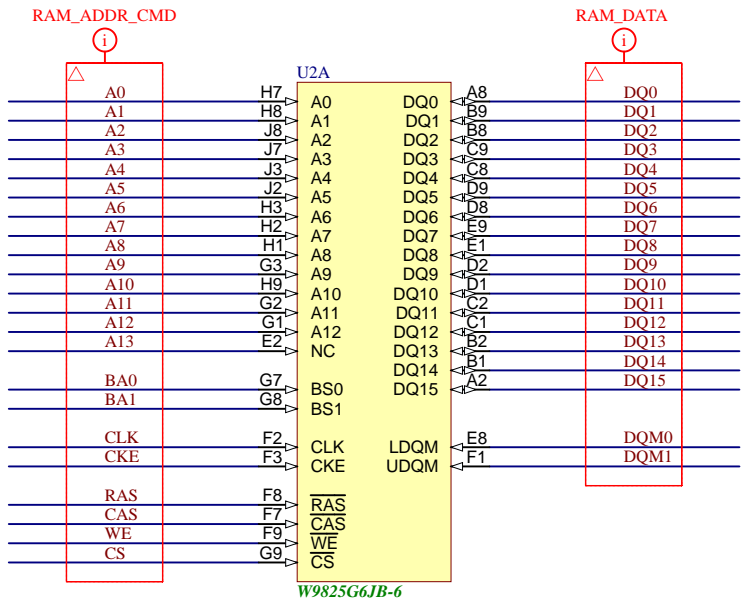 RAM_ADDR_CMD RAM_DATA
i i
U2A
A0 H7 A0 DQ0 A8 DQ0
A1 H8 A1 DQ1 B9 DQ1
A2 J8 A2 DQ2 B8 DQ2
A3 J7 A3 DQ3 C9 DQ3
A4 J3 A4 DQ4 C8 DQ4
A5 J2 A5 DQ5 D9 DQ5
A6 H3 A6 DQ6 D8 DQ6
A7 H2 A7 DQ7 E9 DQ7
A8 H1 A8 DQ8 E1 DQ8
A9 G3 A9 DQ9 D2 DQ9
A10 H9 A10 DQ10 D1 DQ10
A11 G2 A11 DQ11 C2 DQ11
A12 G1 A12 DQ12 C1 DQ12
A13 E2 NC DQ13 B2 DQ13
DQ14 B1 DQ14
BA0 G7 BS0 DQ15 A2 DQ15
BA1 G8 BS1
CLK F2 CLK LDQM E8 DQM0
CKE F3 CKE UDQM F1 DQM1
RAS F8 RAS
CAS F7 CAS
WE F9 WE
CS G9 CS
W9825G6JB-6